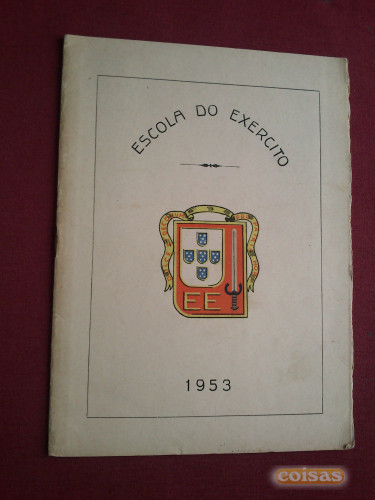 ESCOLA DO EXERCITO
EE
1953
coisas